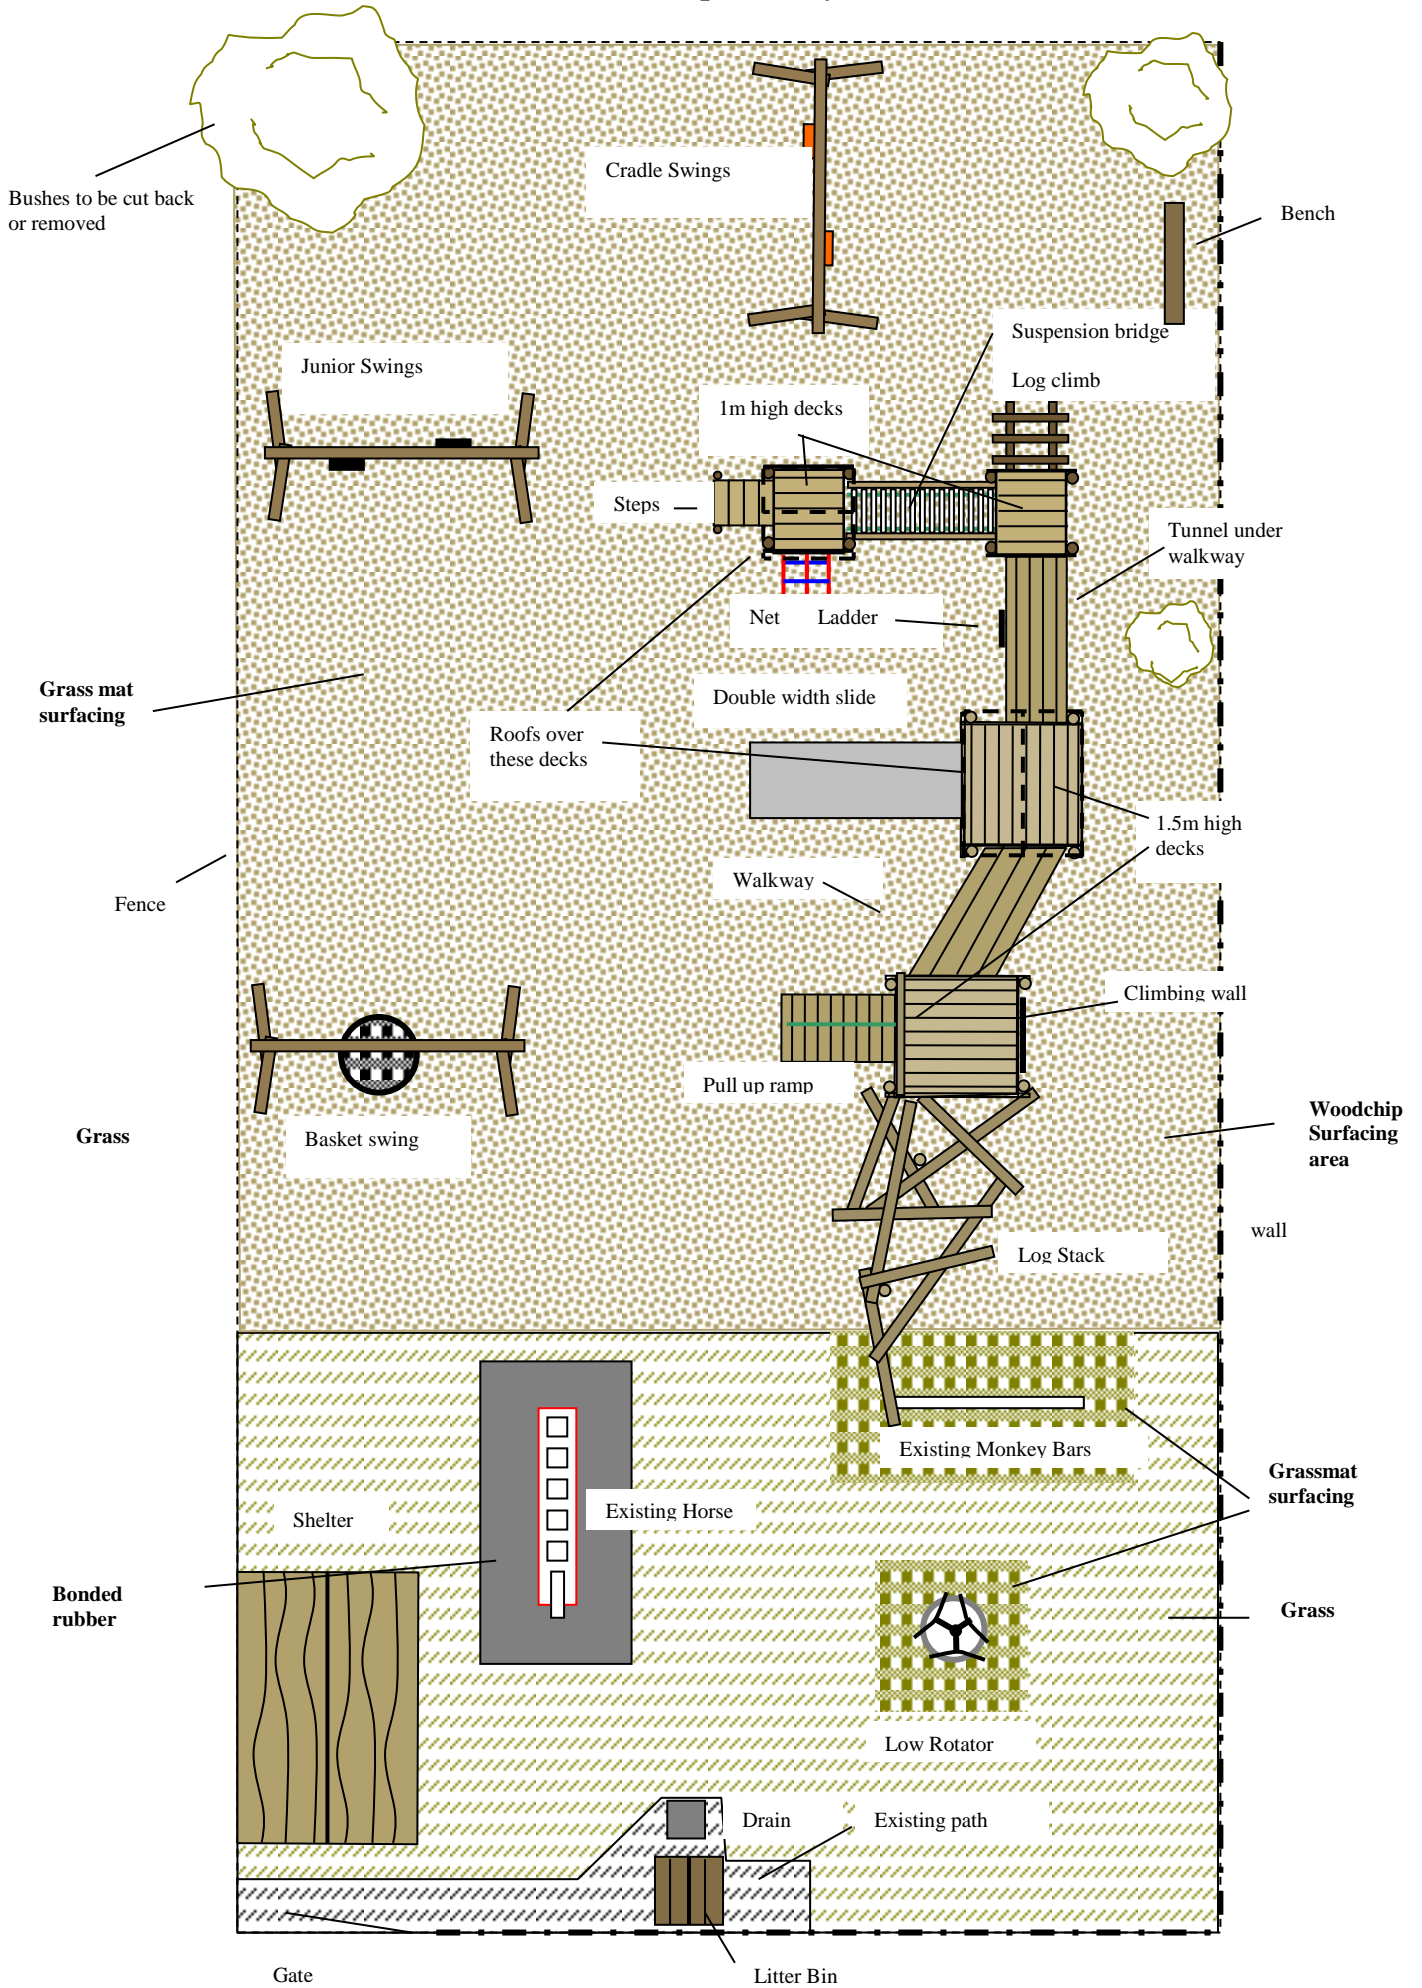 Cradle Swings
Bushes to be cut back
or removed
Bench
Suspension bridge
Junior Swings
Log climb
1m high decks
Steps
Tunnel under
walkway
Net Ladder
Grass mat
surfacing
Double width slide
Roofs over
these decks
1.5m high
decks
Walkway
Fence
Climbing wall
Pull up ramp
Woodchip
Surfacing
area
Grass
Basket swing
wall
Log Stack
Existing Monkey Bars
Grassmat
surfacing
Existing Horse
Shelter
Bonded
rubber
Grass
Low Rotator
Drain
Existing path
Gate
Litter Bin